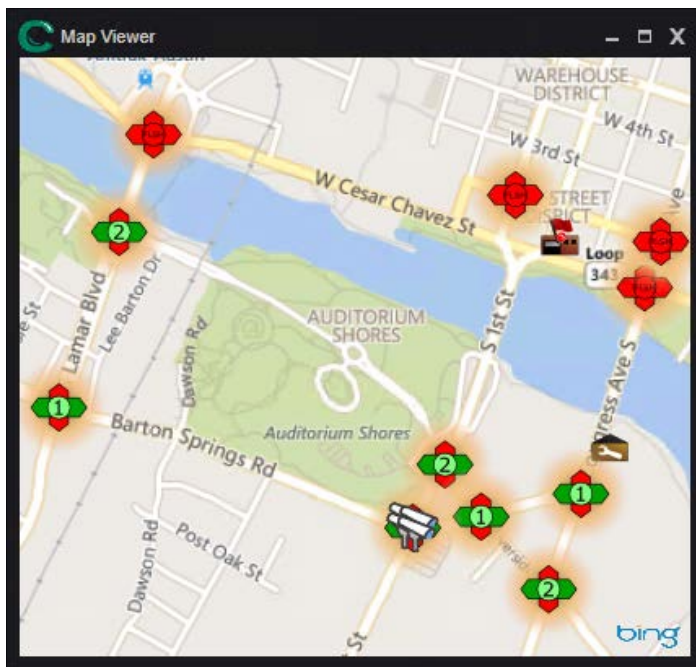 Map Viewer
WAREHOUSE
DISTRICT
W 4th St
W 3rd St
W Cesar Chavez St
STREET
Loop
343
2
Lamar Blvd
Lee Barton Dr
Dawson Rd
AUDITORIUM
SHORES
S 1st St
1
Barton Springs Rd
Auditorium Shores
2
1
1
Post Oak St
Dawson Rd
2
St
bing